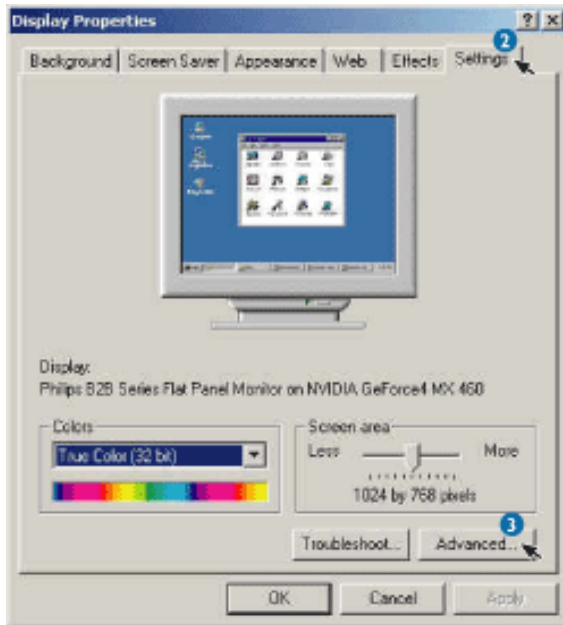 Display Properties
2
Background Screen Saver Appearance Web Effects Settings
Display:
Philips B2B Series Flat Panel Monitor on NVIDIA GeForce4 MX 460
Colors
Screen area
True Color (32 bit)
Less More
1024 by 768 pixels
3
Troubleshoot... Advanced...
OK Cancel Apply